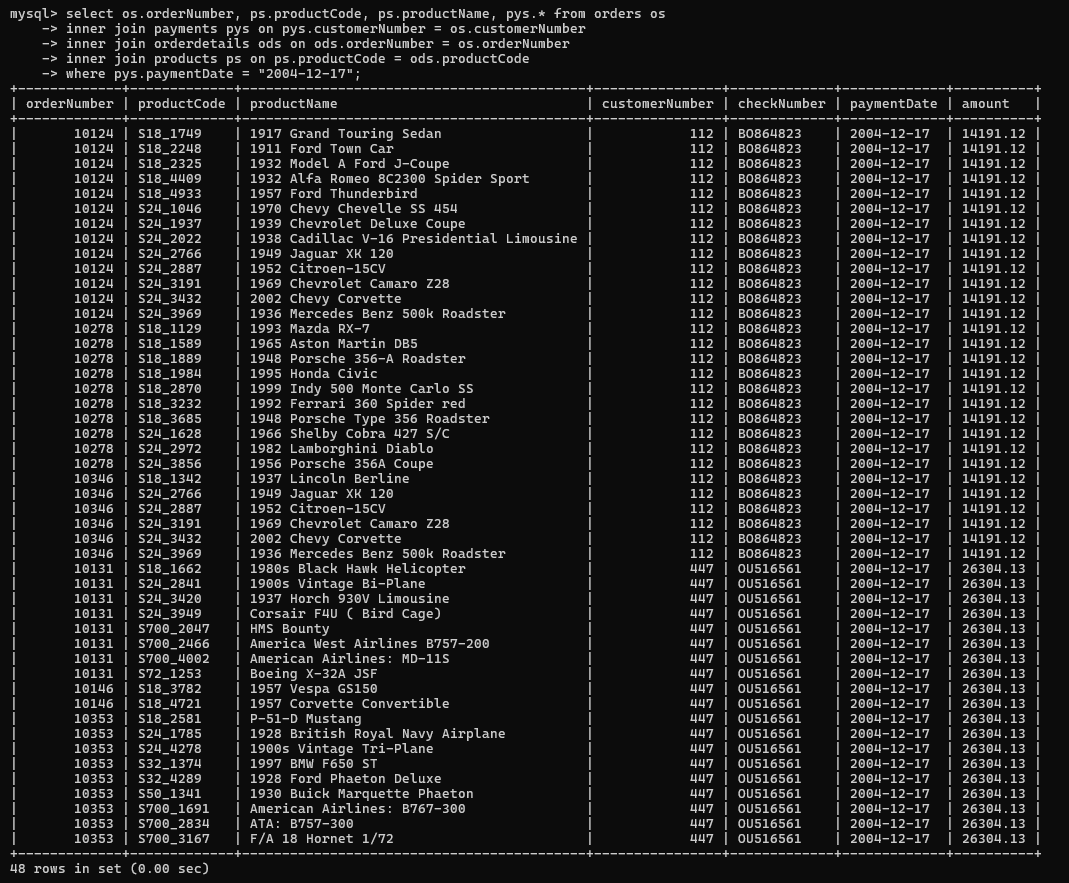 mysql> select os.orderNumber, ps.productCode, ps.productName, pys.* from orders os
    -> inner join payments pys on pys.customerNumber = os.customerNumber
    -> inner join orderdetails ods on ods.orderNumber = os.orderNumber
    -> inner join products ps on ps.productCode = ods.productCode
    -> where pys.paymentDate = "2004-12-17";
+-------------+-------------+-------------------------------------------+----------------+-------------+-------------+----------+
| orderNumber | productCode | productName                               | customerNumber | checkNumber | paymentDate | amount   |
+-------------+-------------+-------------------------------------------+----------------+-------------+-------------+----------+
|       10124 | S18_1749    | 1917 Grand Touring Sedan                  |            112 | BO864823    | 2004-12-17  | 14191.12 |
|       10124 | S18_2248    | 1911 Ford Town Car                        |            112 | BO864823    | 2004-12-17  | 14191.12 |
|       10124 | S18_2325    | 1932 Model A Ford J-Coupe                 |            112 | BO864823    | 2004-12-17  | 14191.12 |
|       10124 | S18_4409    | 1932 Alfa Romeo 8C2300 Spider Sport       |            112 | BO864823    | 2004-12-17  | 14191.12 |
|       10124 | S18_4933    | 1957 Ford Thunderbird                     |            112 | BO864823    | 2004-12-17  | 14191.12 |
|       10124 | S24_1046    | 1970 Chevy Chevelle SS 454                |            112 | BO864823    | 2004-12-17  | 14191.12 |
|       10124 | S24_1937    | 1939 Chevrolet Deluxe Coupe               |            112 | BO864823    | 2004-12-17  | 14191.12 |
|       10124 | S24_2022    | 1938 Cadillac V-16 Presidential Limousine |            112 | BO864823    | 2004-12-17  | 14191.12 |
|       10124 | S24_2766    | 1949 Jaguar XK 120                        |            112 | BO864823    | 2004-12-17  | 14191.12 |
|       10124 | S24_2887    | 1952 Citroen-15CV                         |            112 | BO864823    | 2004-12-17  | 14191.12 |
|       10124 | S24_3191    | 1969 Chevrolet Camaro Z28                 |            112 | BO864823    | 2004-12-17  | 14191.12 |
|       10124 | S24_3432    | 2002 Chevy Corvette                       |            112 | BO864823    | 2004-12-17  | 14191.12 |
|       10124 | S24_3969    | 1936 Mercedes Benz 500k Roadster          |            112 | BO864823    | 2004-12-17  | 14191.12 |
|       10278 | S18_1129    | 1993 Mazda RX-7                           |            112 | BO864823    | 2004-12-17  | 14191.12 |
|       10278 | S18_1589    | 1965 Aston Martin DB5                     |            112 | BO864823    | 2004-12-17  | 14191.12 |
|       10278 | S18_1889    | 1948 Porsche 356-A Roadster               |            112 | BO864823    | 2004-12-17  | 14191.12 |
|       10278 | S18_1984    | 1995 Honda Civic                          |            112 | BO864823    | 2004-12-17  | 14191.12 |
|       10278 | S18_2870    | 1999 Indy 500 Monte Carlo SS              |            112 | BO864823    | 2004-12-17  | 14191.12 |
|       10278 | S18_3232    | 1992 Ferrari 360 Spider red               |            112 | BO864823    | 2004-12-17  | 14191.12 |
|       10278 | S18_3685    | 1948 Porsche Type 356 Roadster            |            112 | BO864823    | 2004-12-17  | 14191.12 |
|       10278 | S24_1628    | 1966 Shelby Cobra 427 S/C                 |            112 | BO864823    | 2004-12-17  | 14191.12 |
|       10278 | S24_2972    | 1982 Lamborghini Diablo                   |            112 | BO864823    | 2004-12-17  | 14191.12 |
|       10278 | S24_3856    | 1956 Porsche 356A Coupe                   |            112 | BO864823    | 2004-12-17  | 14191.12 |
|       10346 | S18_1342    | 1937 Lincoln Berline                      |            112 | BO864823    | 2004-12-17  | 14191.12 |
|       10346 | S24_2766    | 1949 Jaguar XK 120                        |            112 | BO864823    | 2004-12-17  | 14191.12 |
|       10346 | S24_2887    | 1952 Citroen-15CV                         |            112 | BO864823    | 2004-12-17  | 14191.12 |
|       10346 | S24_3191    | 1969 Chevrolet Camaro Z28                 |            112 | BO864823    | 2004-12-17  | 14191.12 |
|       10346 | S24_3432    | 2002 Chevy Corvette                       |            112 | BO864823    | 2004-12-17  | 14191.12 |
|       10346 | S24_3969    | 1936 Mercedes Benz 500k Roadster          |            112 | BO864823    | 2004-12-17  | 14191.12 |
|       10131 | S18_1662    | 1980s Black Hawk Helicopter               |            447 | OU516561    | 2004-12-17  | 26304.13 |
|       10131 | S24_2841    | 1900s Vintage Bi-Plane                    |            447 | OU516561    | 2004-12-17  | 26304.13 |
|       10131 | S24_3420    | 1937 Horch 930V Limousine                 |            447 | OU516561    | 2004-12-17  | 26304.13 |
|       10131 | S24_3949    | Corsair F4U ( Bird Cage)                  |            447 | OU516561    | 2004-12-17  | 26304.13 |
|       10131 | S700_2047   | HMS Bounty                                |            447 | OU516561    | 2004-12-17  | 26304.13 |
|       10131 | S700_2466   | America West Airlines B757-200            |            447 | OU516561    | 2004-12-17  | 26304.13 |
|       10131 | S700_4002   | American Airlines: MD-11S                 |            447 | OU516561    | 2004-12-17  | 26304.13 |
|       10131 | S72_1253    | Boeing X-32A JSF                          |            447 | OU516561    | 2004-12-17  | 26304.13 |
|       10146 | S18_3782    | 1957 Vespa GS150                          |            447 | OU516561    | 2004-12-17  | 26304.13 |
|       10146 | S18_4721    | 1957 Corvette Convertible                 |            447 | OU516561    | 2004-12-17  | 26304.13 |
|       10353 | S18_2581    | P-51-D Mustang                            |            447 | OU516561    | 2004-12-17  | 26304.13 |
|       10353 | S24_1785    | 1928 British Royal Navy Airplane          |            447 | OU516561    | 2004-12-17  | 26304.13 |
|       10353 | S24_4278    | 1900s Vintage Tri-Plane                   |            447 | OU516561    | 2004-12-17  | 26304.13 |
|       10353 | S32_1374    | 1997 BMW F650 ST                          |            447 | OU516561    | 2004-12-17  | 26304.13 |
|       10353 | S32_4289    | 1928 Ford Phaeton Deluxe                  |            447 | OU516561    | 2004-12-17  | 26304.13 |
|       10353 | S50_1341    | 1930 Buick Marquette Phaeton              |            447 | OU516561    | 2004-12-17  | 26304.13 |
|       10353 | S700_1691   | American Airlines: B767-300               |            447 | OU516561    | 2004-12-17  | 26304.13 |
|       10353 | S700_2834   | ATA: B757-300                             |            447 | OU516561    | 2004-12-17  | 26304.13 |
|       10353 | S700_3167   | F/A 18 Hornet 1/72                        |            447 | OU516561    | 2004-12-17  | 26304.13 |
+-------------+-------------+-------------------------------------------+----------------+-------------+-------------+----------+
48 rows in set (0.00 sec)